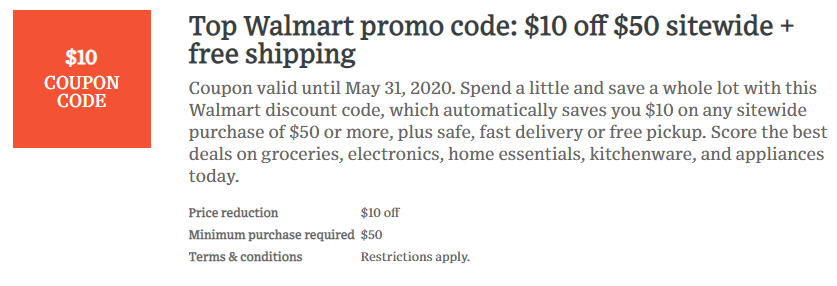 $10
COUPON
CODE
Top Walmart promo code: $10 off $50 sitewide +
free shipping
Coupon valid until May 31, 2020. Spend a little and save a whole lot with this
Walmart discount code, which automatically saves you $10 on any sitewide
purchase of $50 or more, plus safe, fast delivery or free pickup. Score the best
deals on groceries, electronics, home essentials, kitchenware, and appliances
today.
Price reduction $10 off
Minimum purchase required $50
Terms & conditions Restrictions apply.